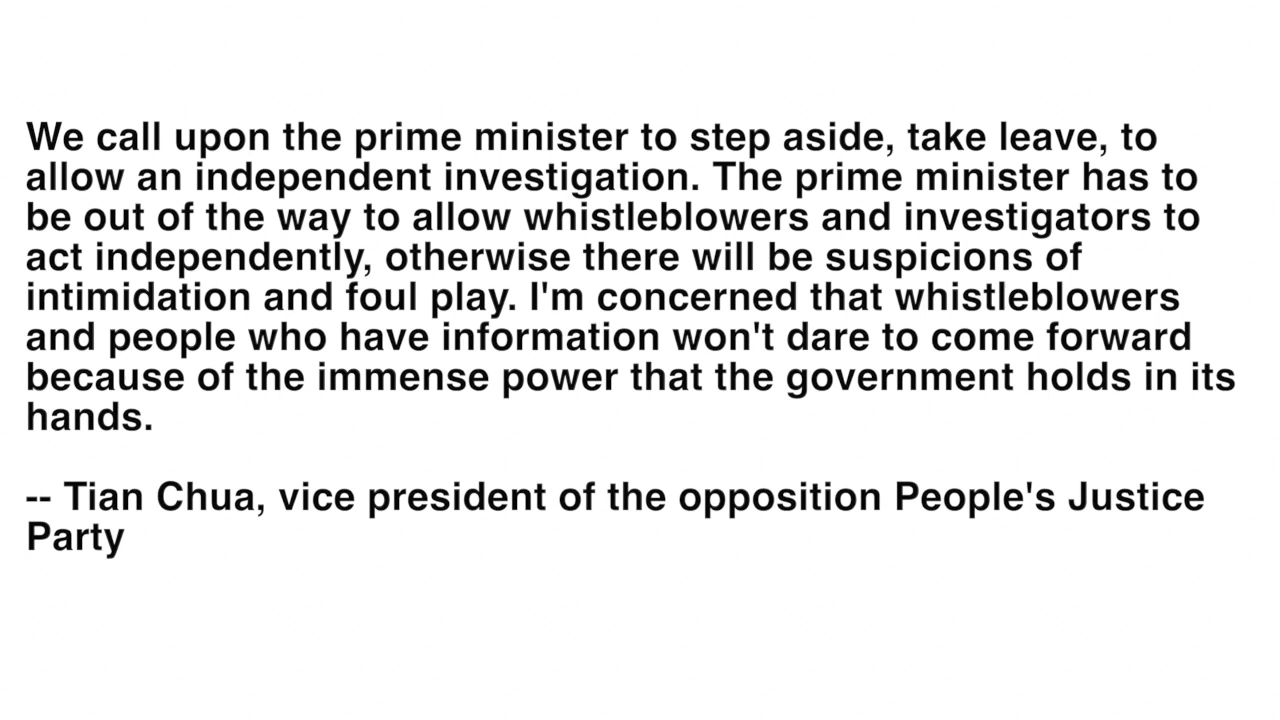 We call upon the prime minister to step aside, take leave, to
allow an independent investigation. The prime minister has to
be out of the way to allow whistleblowers and investigators to
act independently, otherwise there will be suspicions of
intimidation and foul play. I'm concerned that whistleblowers
and people who have information won't dare to come forward
because of the immense power that the government holds in its
hands.
-- Tian Chua, vice president of the opposition People's Justice
Party